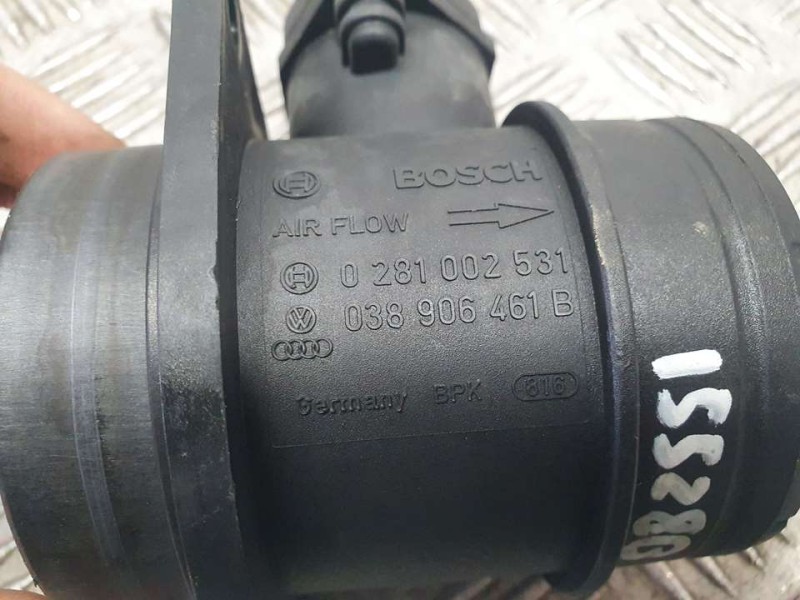 BOSCH
AIR FLOW
0 281 002 531
038 906 461 B
Germany BPK 816